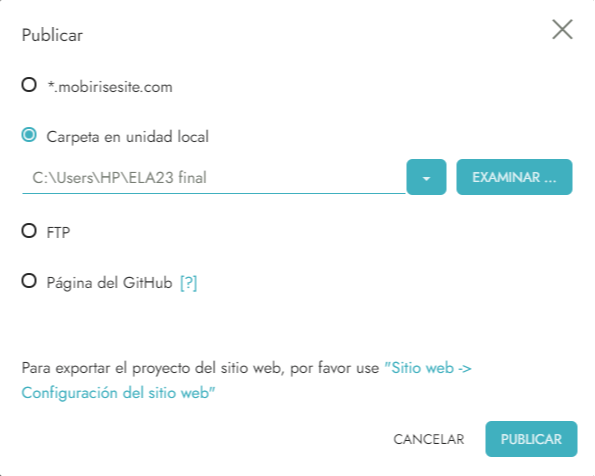 Publicar
*.mobirisesite.com
Carpeta en unidad local
C:\Users\HP\ELA23 final
EXAMINAR ...
FTP
Página del GitHub [?]
Para exportar el proyecto del sitio web, por favor use "Sitio web ->
Configuración del sitio web"
CANCELAR
PUBLICAR